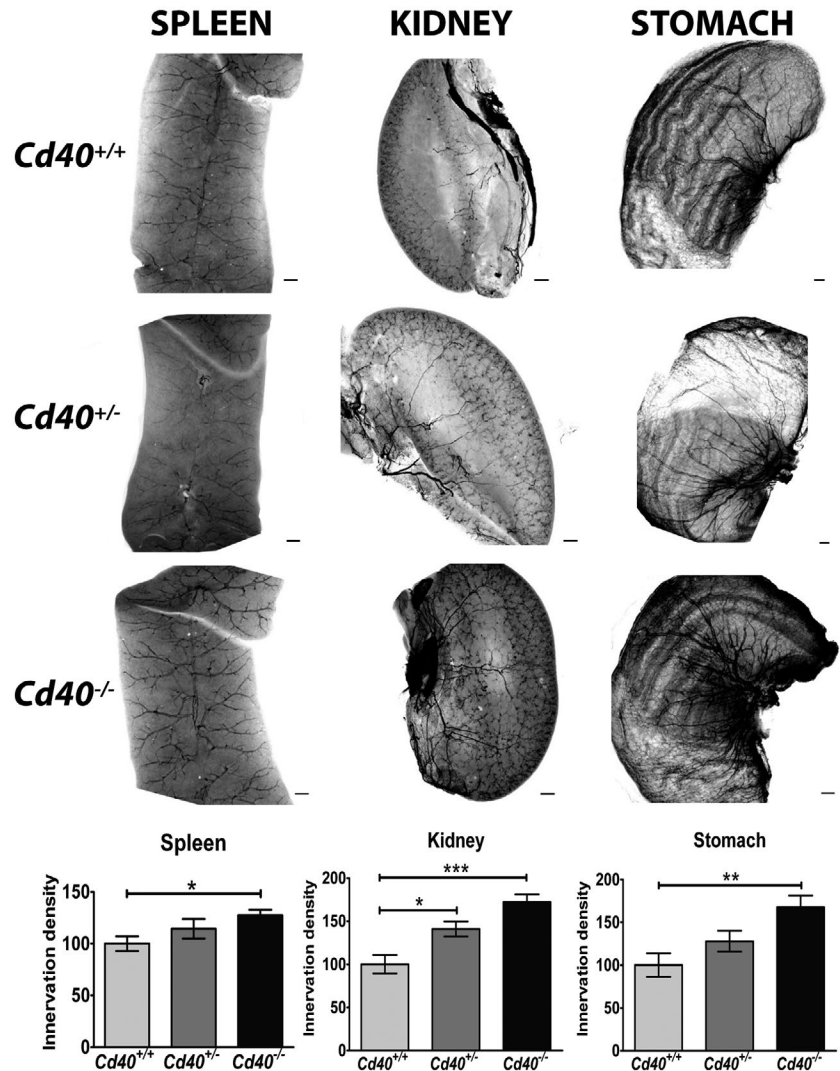 SPLEEN KIDNEY STOMACH
Cd40+/+
Cd40+/-
Cd40-/-
Spleen
Innervation density
150
100
50
0
*
Cd40+/+ Cd40+/- Cd40-/-
Kidney
Innervation density
200
150
100
50
0
***
*
Cd40+/+ Cd40+/- Cd40-/-
Stomach
Innervation density
200
150
100
50
0
**
Cd40+/+ Cd40+/- Cd40-/-